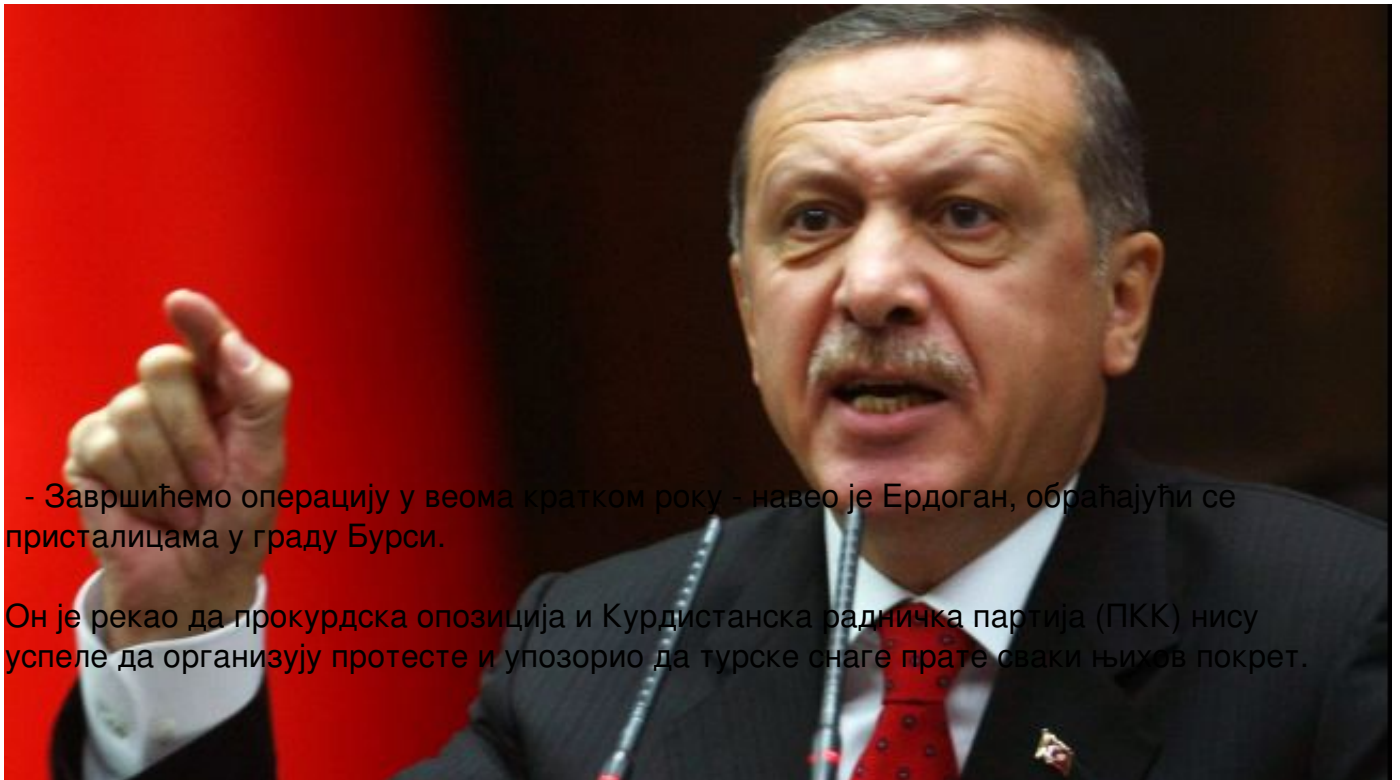 - Завршићемо операцију у веома кратком року - навео је Ердоган, обраћајући се
присталицама у граду Бурси.
Он је рекао да прокурдска опозиција и Курдистанска радничка партија (ПКК) нису
успеле да организују протесте и упозорио да турске снаге прате сваки њихов покрет.